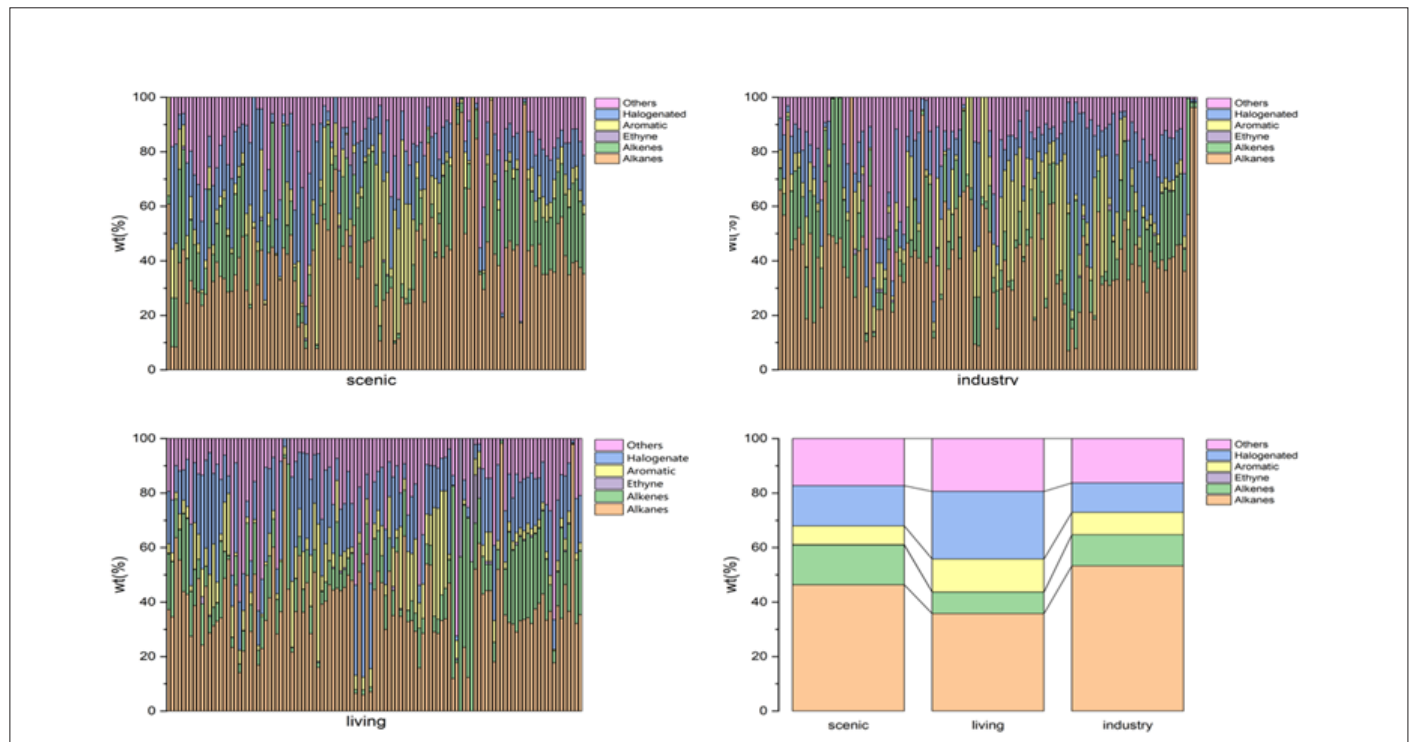 100
80
60
40
20
0
wt(%)
scenic
Others
Halogenated
Aromatic
Ethyne
Alkenes
Alkanes
100
80
60
40
20
0
industry
Others
Halogenated
Aromatic
Ethyne
Alkenes
Alkanes
100
80
60
40
20
0
wt(%)
living
Others
Halogenate
Aromatic
Ethyne
Alkenes
Alkanes
100
80
60
40
20
0
wt(%)
scenic living industry
Others
Halogenated
Aromatic
Ethyne
Alkenes
Alkanes